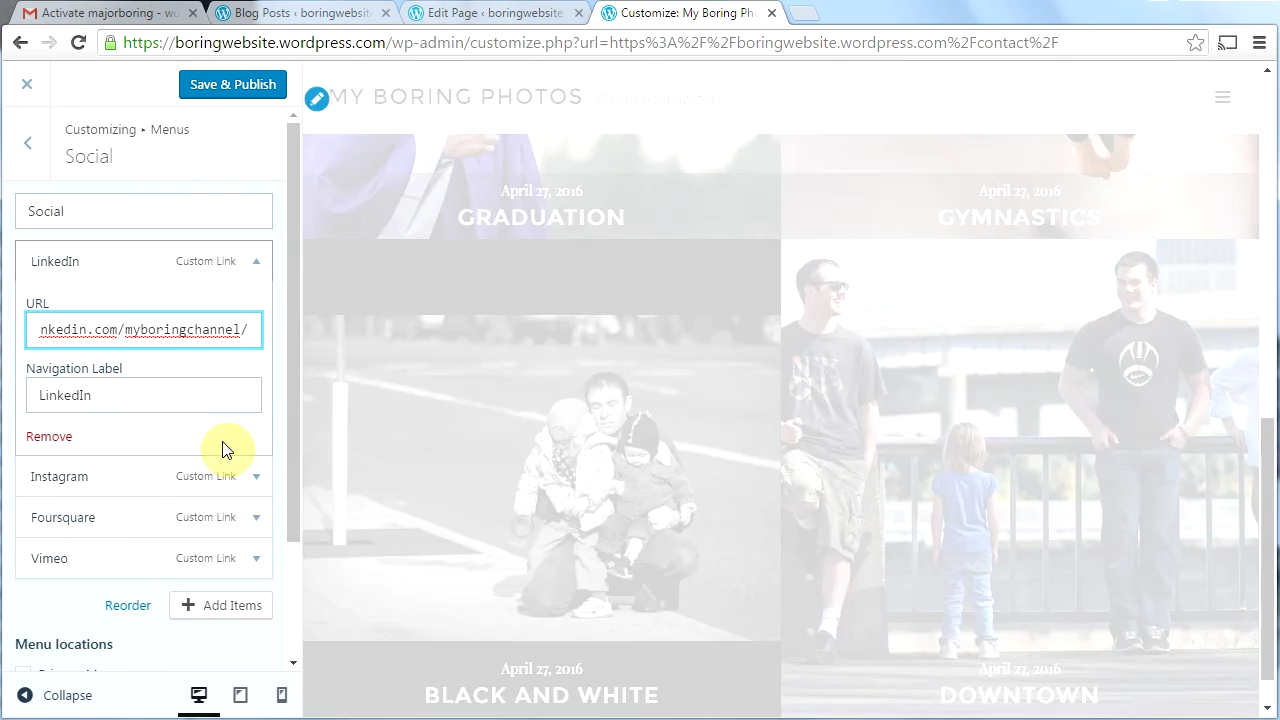 Activate majorboring - wu
Blog Posts ‹ boringwebsite
Edit Page ‹ boringwebsite
Customize: My Boring Pho
https://boringwebsite.wordpress.com/wp-admin/customize.php?url=https%3A%2F%2Fboringwebsite.wordpress.com%2Fcontact%2F
Save & Publish
Customizing ▸ Menus
Social
Social
LinkedIn Custom Link
URL
nkedin.com/myboringchannel/
Navigation Label
LinkedIn
Remove
Instagram Custom Link
Foursquare Custom Link
Vimeo Custom Link
Reorder
Add Items
Menu locations
Collapse
MY BORING PHOTOS
April 27, 2016
GRADUATION
April 27, 2016
GYMNASTICS
April 27, 2016
BLACK AND WHITE
April 27, 2016
DOWNTOWN